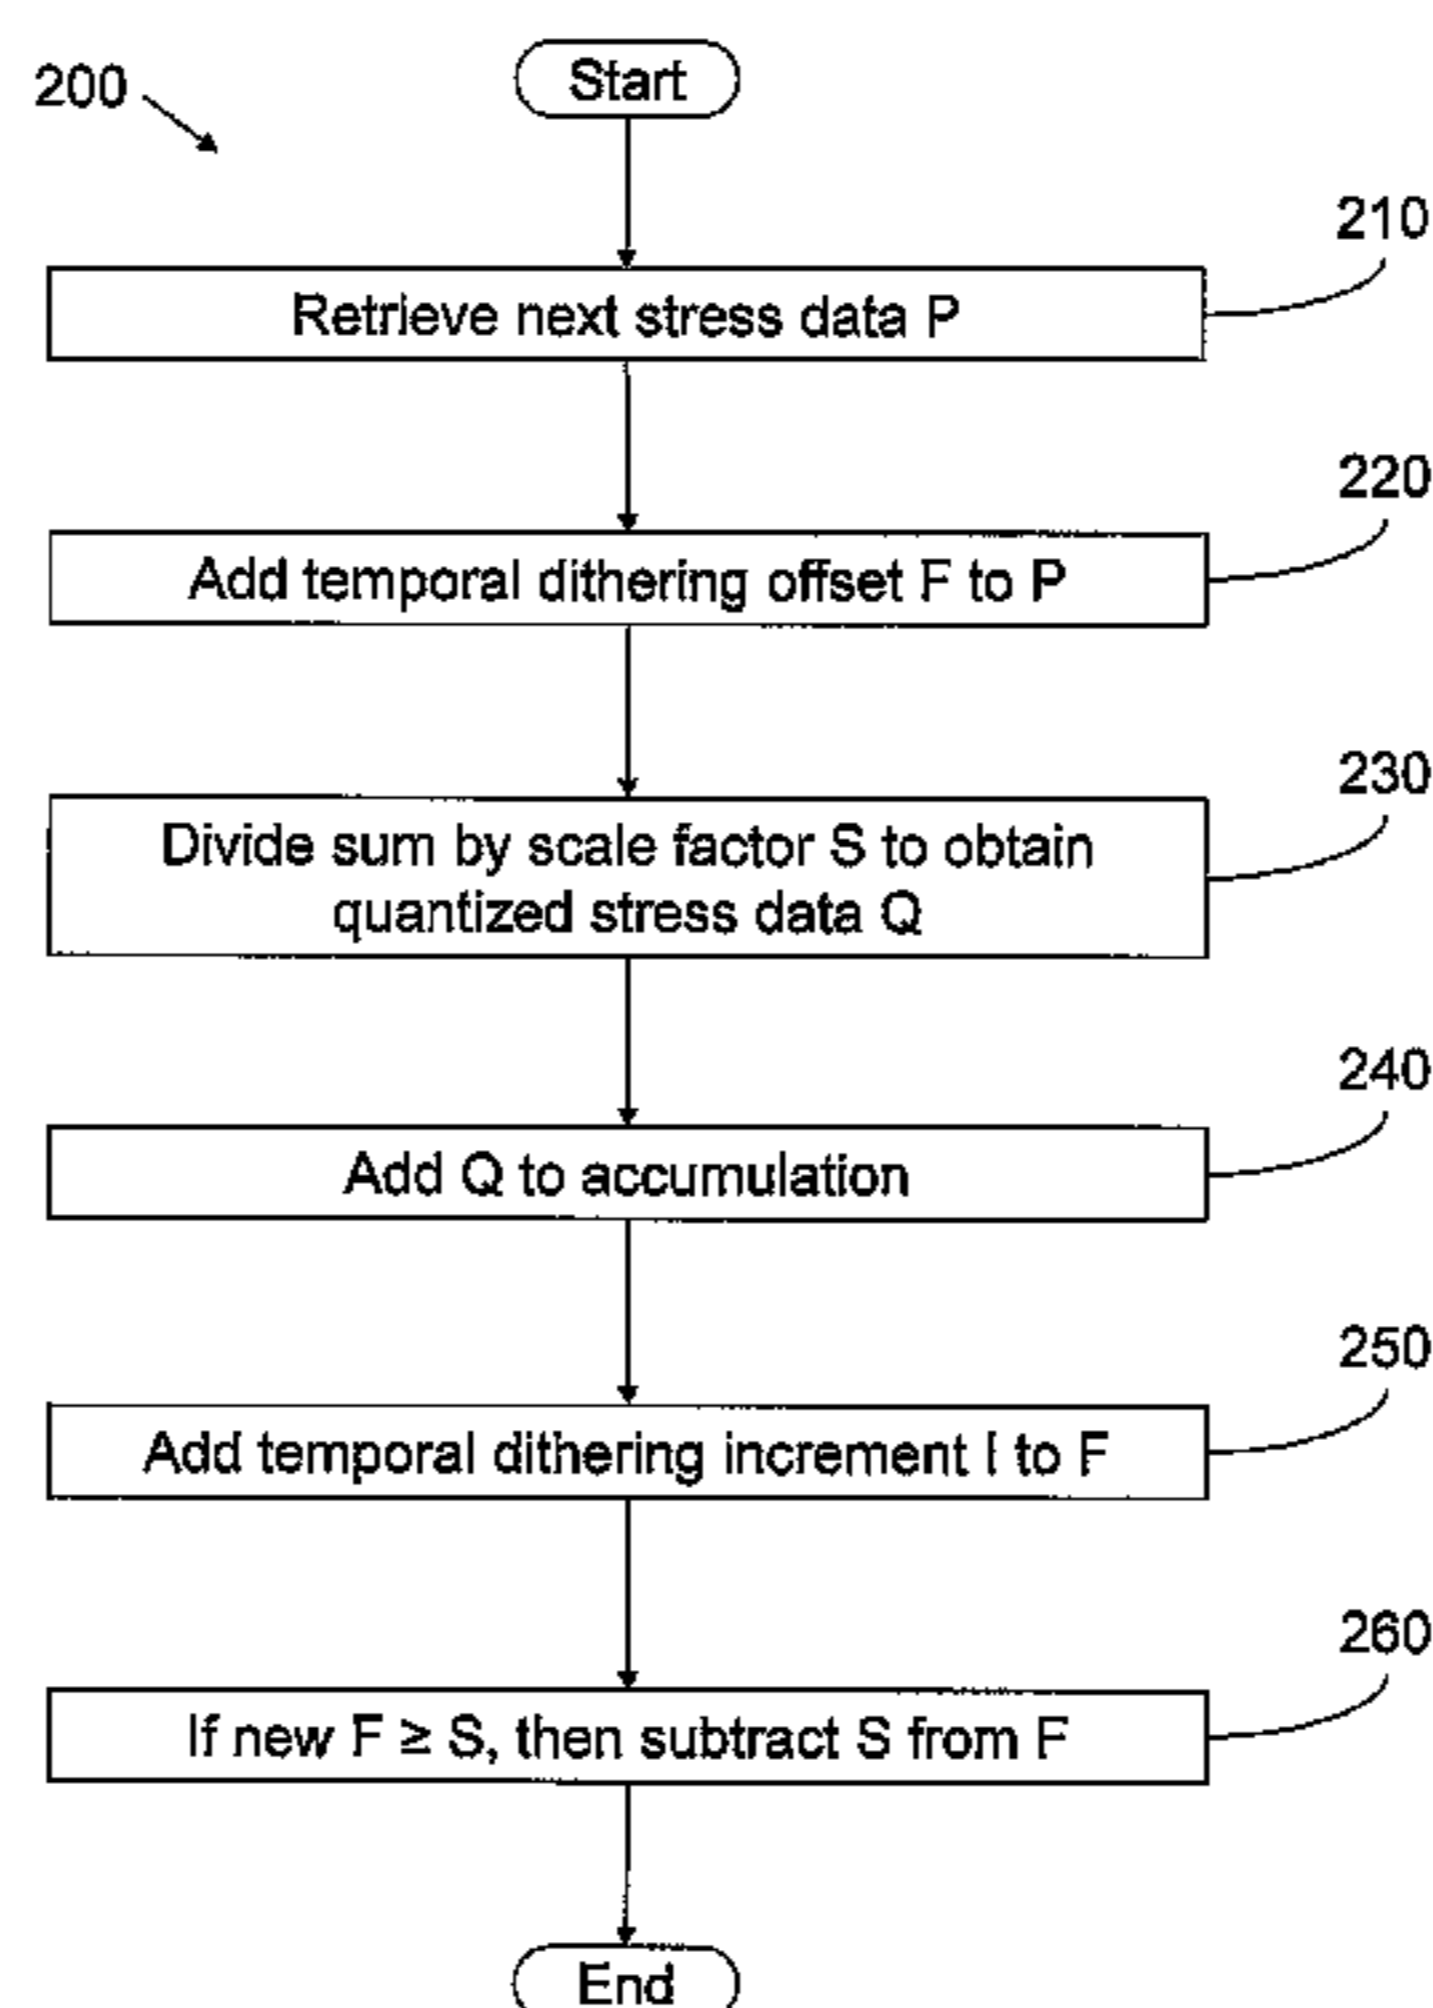 200
Start
210
Retrieve next stress data P
220
Add temporal dithering offset F to P
230
Divide sum by scale factor S to obtain
quantized stress data Q
240
Add Q to accumulation
250
Add temporal dithering increment I to F
260
If new F ≥ S, then subtract S from F
End